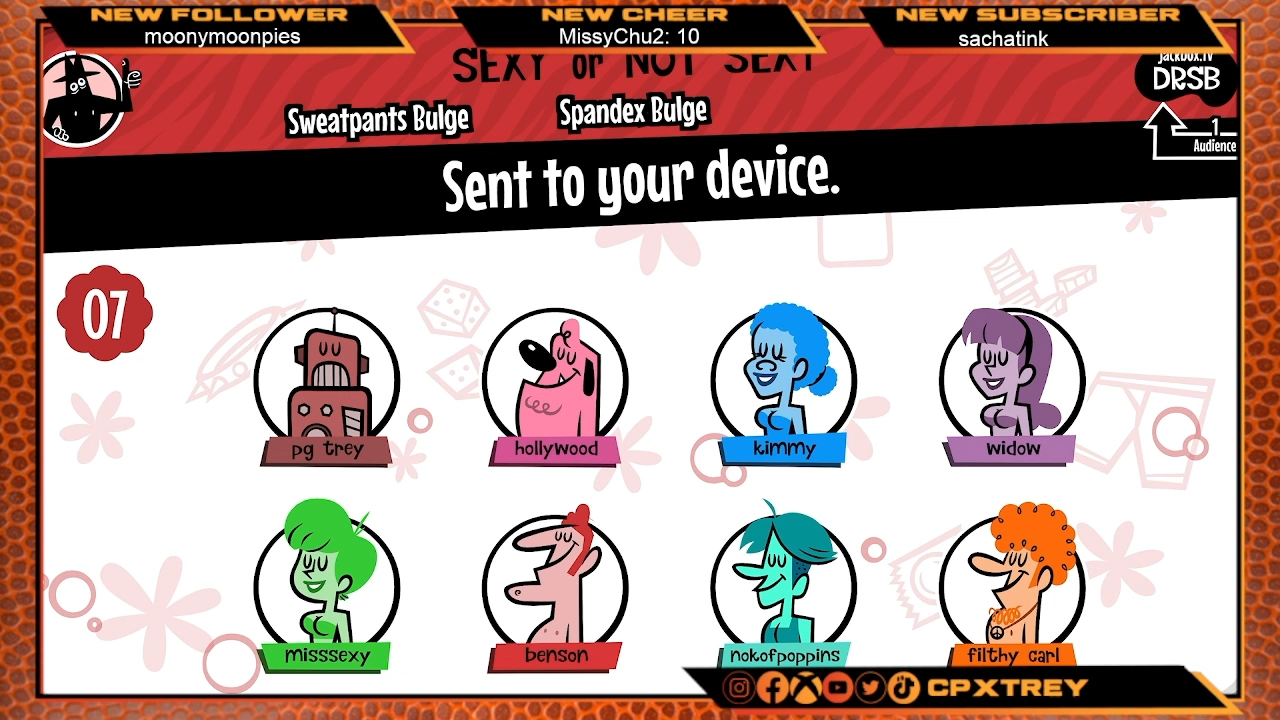 NEW FOLLOWER
moonymoonpies
NEW CHEER
MissyChu2: 10
NEW SUBSCRIBER
sachatink
SEXY or NOT SEXY
jackbox.tv
DRSB
Sweatpants Bulge
Spandex Bulge
1
Audience
Sent to your device.
07
pg trey
hollywood
kimmy
widow
misssexy
benson
nokofpoppins
filthy carl
CPXTREY